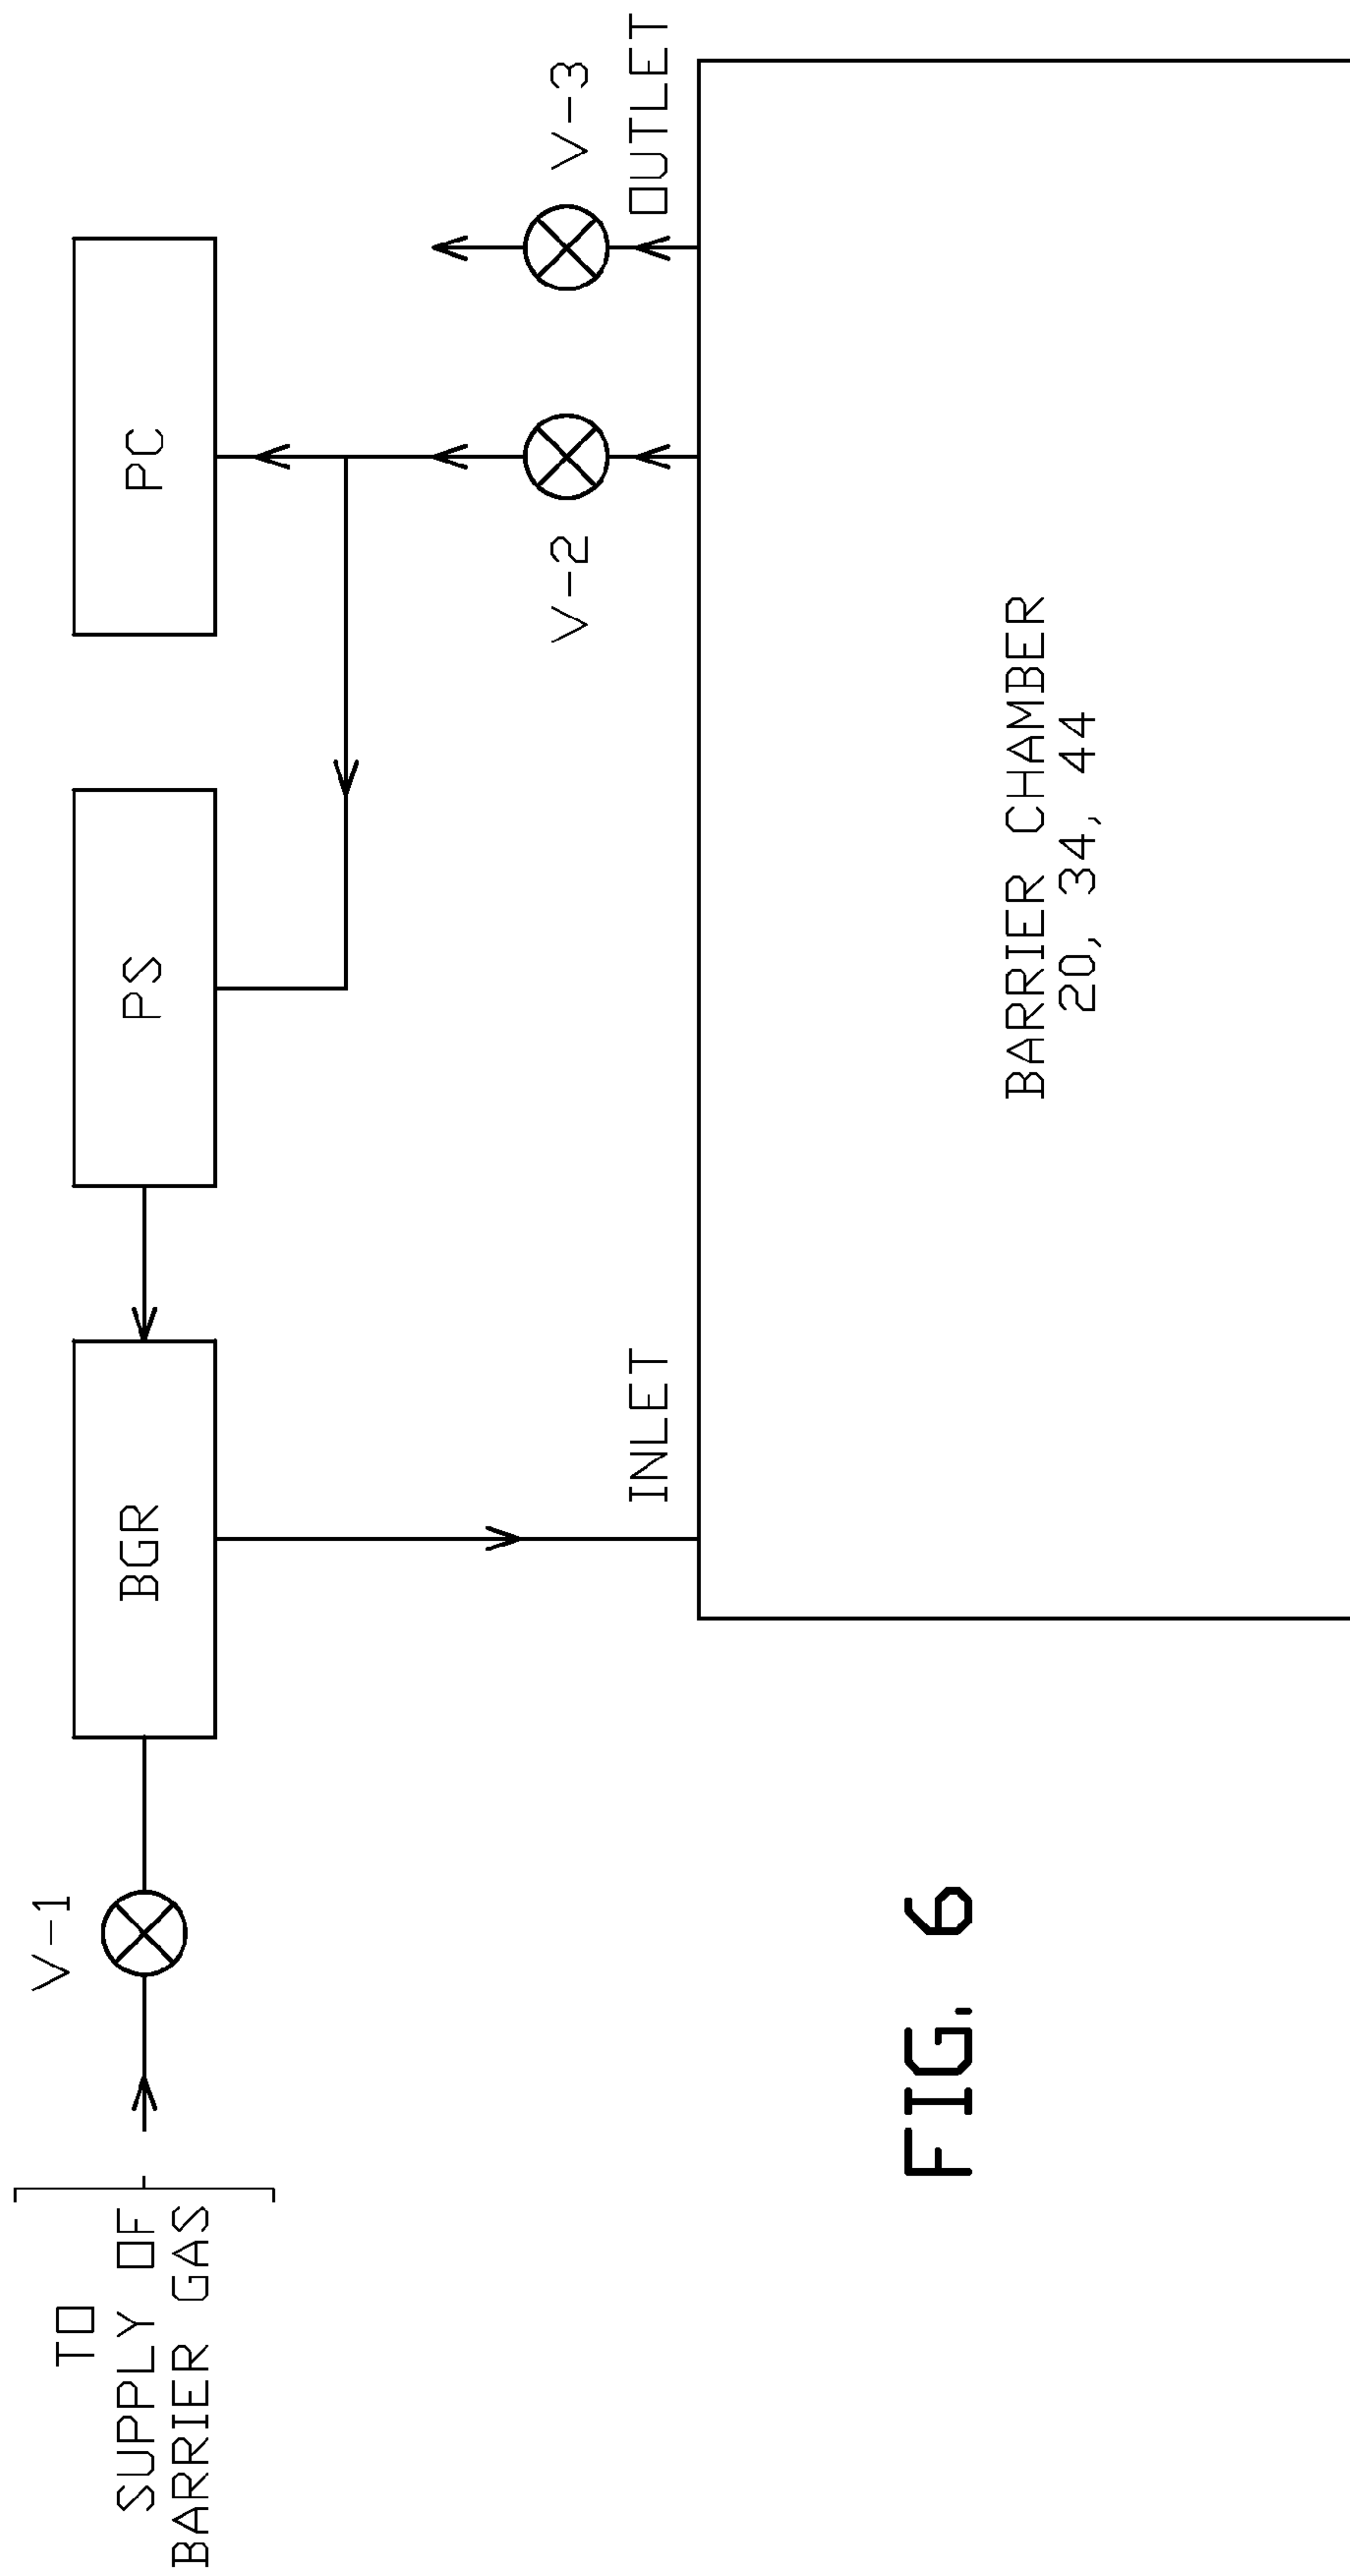 TO
SUPPLY OF
BARRIER GAS
V-1
BGR
PS
PC
INLET
V-2
V-3
OUTLET
BARRIER CHAMBER
20, 34, 44
FIG. 6